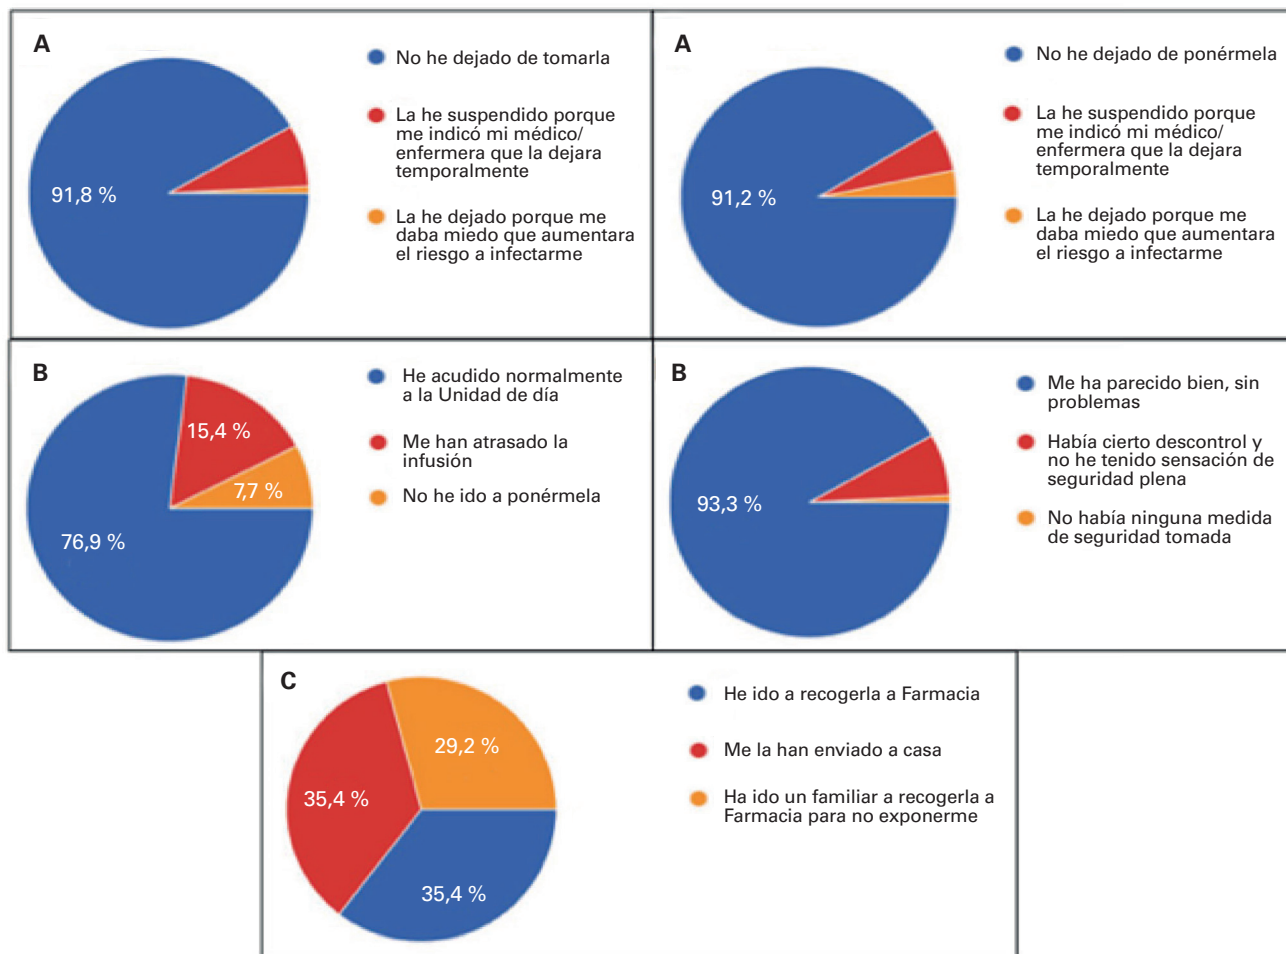 A
No he dejado de tomarla
La he suspendido porque
me indicó mi médico/
enfermera que la dejara
temporalmente
La he dejado porque me
daba miedo que aumentara
el riesgo a infectarme
91,8 %
A
No he dejado de ponérmela
La he suspendido porque
me indicó mi médico/
enfermera que la dejara
temporalmente
La he dejado porque me
daba miedo que aumentara
el riesgo a infectarme
91,2 %
B
He acudido normalmente
a la Unidad de día
Me han atrasado la
infusión
No he ido a ponérmela
15,4 %
7,7 %
76,9 %
B
Me ha parecido bien, sin
problemas
Había cierto descontrol y
no he tenido sensación de
seguridad plena
No había ninguna medida
de seguridad tomada
93,3 %
C
He ido a recogerla a Farmacia
Me la han enviado a casa
Ha ido un familiar a recogerla a
Farmacia para no exponerme
29,2 %
35,4 %
35,4 %